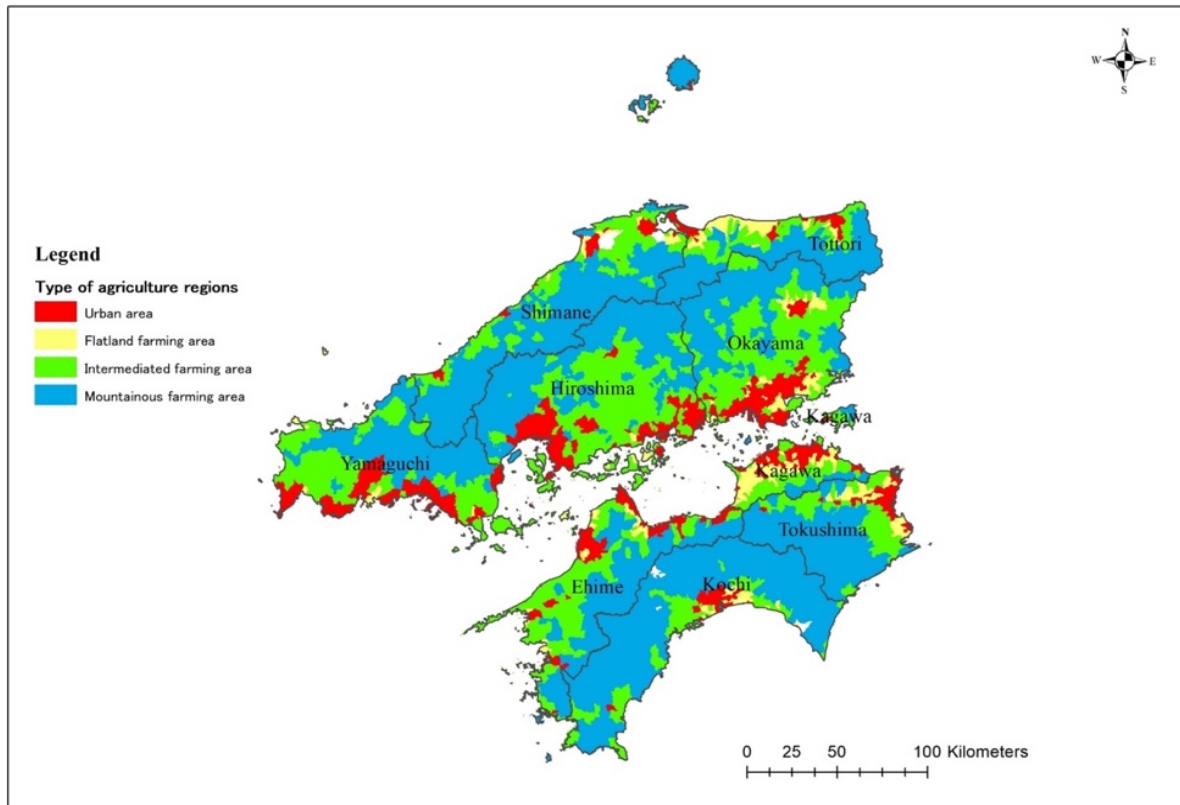 N
W E
S
Legend
Type of agriculture regions
Urban area
Flatland farming area
Intermediated farming area
Mountainous farming area
Tottori
Shimane
Okayama
Hiroshima
Kagawa
Yamaguchi
Kagawa
Tokushima
Ehime
Kochi
0 25 50 100 Kilometers